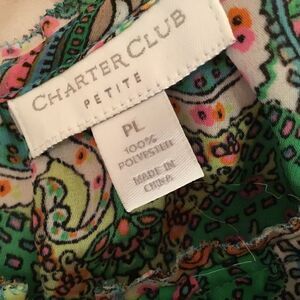 CHARTER CLUB
PETITE
PL
100%
POLYESTER
MADE IN
CHINA